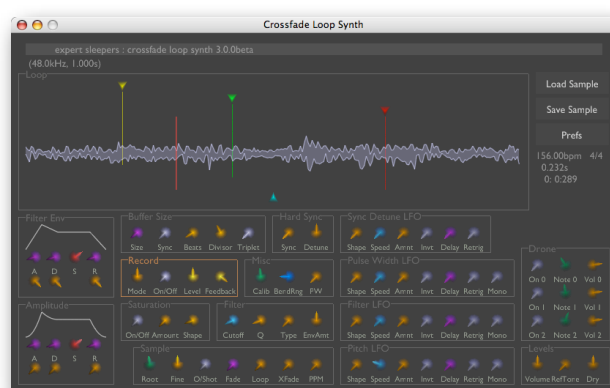 Crossfade Loop Synth
expert sleepers : crossfade loop synth 3.0.0beta
(48.0kHz, 1.000s)
Loop
Load Sample
Save Sample
Prefs
156.00bpm 4/4
0.232s
0: 0:289
Filter Env
A D S R
Amplitude
A D S R
Buffer Size
Size Sync Beats Divisor Triplet
Hard Sync
Sync Detune
Sync Detune LFO
Shape Speed Amnt Invt Delay Retrig
Record
Mode On/Off Level Feedback
Misc
Calib BendRng PW
Pulse Width LFO
Shape Speed Amnt Invt Delay Retrig Mono
Saturation
On/Off Amount Shape
Filter
Cutoff Q Type EnvAmt
Filter LFO
Shape Speed Amnt Invt Delay Retrig Mono
Sample
Root Fine O/Shot Fade Loop XFade PPM
Pitch LFO
Shape Speed Amnt Invt Delay Retrig Mono
Drone
On 0 Note 0 Vol 0
On 1 Note 1 Vol 1
On 2 Note 2 Vol 2
Levels
Volume RefTone Dry